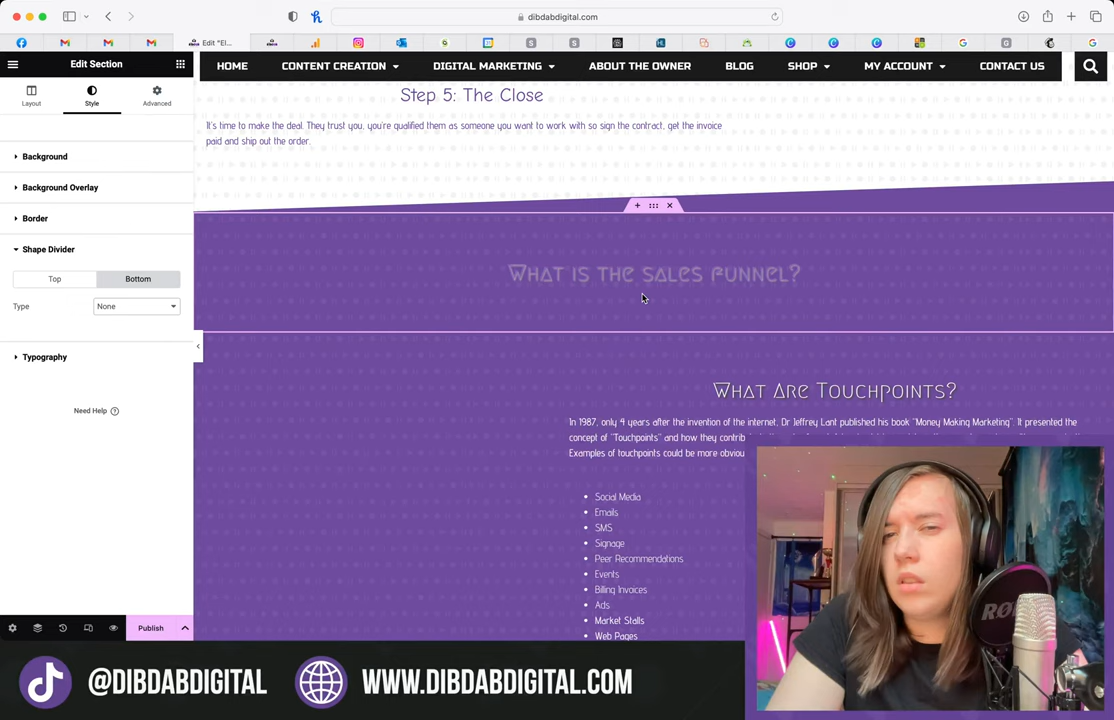 dibdabdigital.com
Edit "El...
Edit Section
HOME
CONTENT CREATION
DIGITAL MARKETING
ABOUT THE OWNER
BLOG
SHOP
MY ACCOUNT
CONTACT US
Layout
Style
Advanced
Step 5: The Close
It's time to make the deal. They trust you, you're qualified them as someone you want to work with so sign the contract, get the invoice
paid and ship out the order.
Background
Background Overlay
Border
Shape Divider
Top
Bottom
Type
None
Typography
Need Help
What is the sales funnel?
What Are Touchpoints?
In 1987, only 4 years after the invention of the internet, Dr Jeffrey Lant published his book "Money Making Marketing". It presented the
concept of "Touchpoints" and how they contrib
Examples of touchpoints could be more obviou
Social Media
Emails
SMS
Signage
Peer Recommendations
Events
Billing Invoices
Ads
Market Stalls
Web Pages
Publish
@DIBDABDIGITAL
WWW.DIBDABDIGITAL.COM